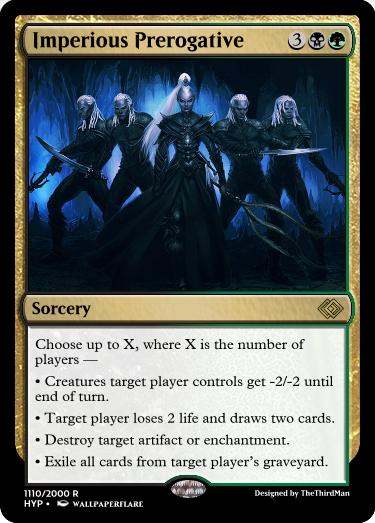 Imperious Prerogative 3
Sorcery
Choose up to X, where X is the number of
players —
• Creatures target player controls get -2/-2 until
end of turn.
• Target player loses 2 life and draws two cards.
• Destroy target artifact or enchantment.
• Exile all cards from target player's graveyard.
1110/2000 R
HYP • WALLPAPERFLARE
Designed by TheThirdMan